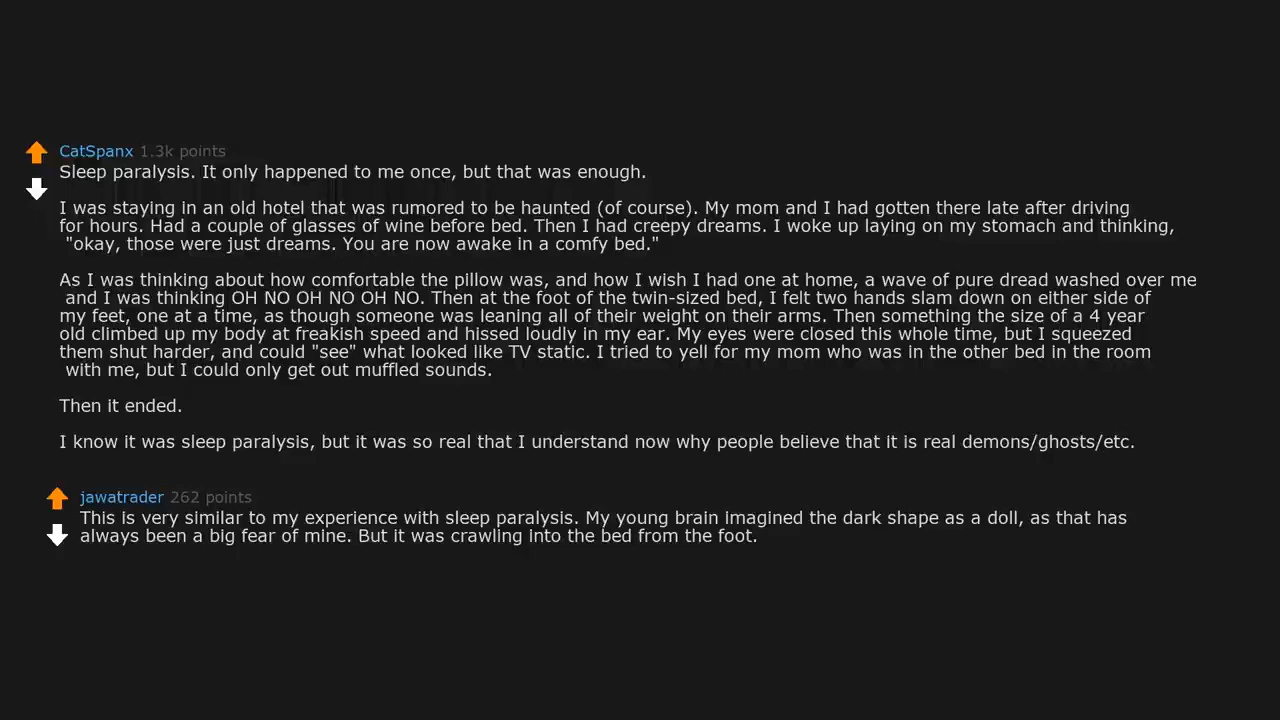 CatSpanx 1.3k points
Sleep paralysis. It only happened to me once, but that was enough.
I was staying in an old hotel that was rumored to be haunted (of course). My mom and I had gotten there late after driving
for hours. Had a couple of glasses of wine before bed. Then I had creepy dreams. I woke up laying on my stomach and thinking,
"okay, those were just dreams. You are now awake in a comfy bed."
As I was thinking about how comfortable the pillow was, and how I wish I had one at home, a wave of pure dread washed over me
and I was thinking OH NO OH NO OH NO. Then at the foot of the twin-sized bed, I felt two hands slam down on either side of
my feet, one at a time, as though someone was leaning all of their weight on their arms. Then something the size of a 4 year
old climbed up my body at freakish speed and hissed loudly in my ear. My eyes were closed this whole time, but I squeezed
them shut harder, and could "see" what looked like TV static. I tried to yell for my mom who was in the other bed in the room
with me, but I could only get out muffled sounds.
Then it ended.
I know it was sleep paralysis, but it was so real that I understand now why people believe that it is real demons/ghosts/etc.
jawatrader 262 points
This is very similar to my experience with sleep paralysis. My young brain imagined the dark shape as a doll, as that has
always been a big fear of mine. But it was crawling into the bed from the foot.